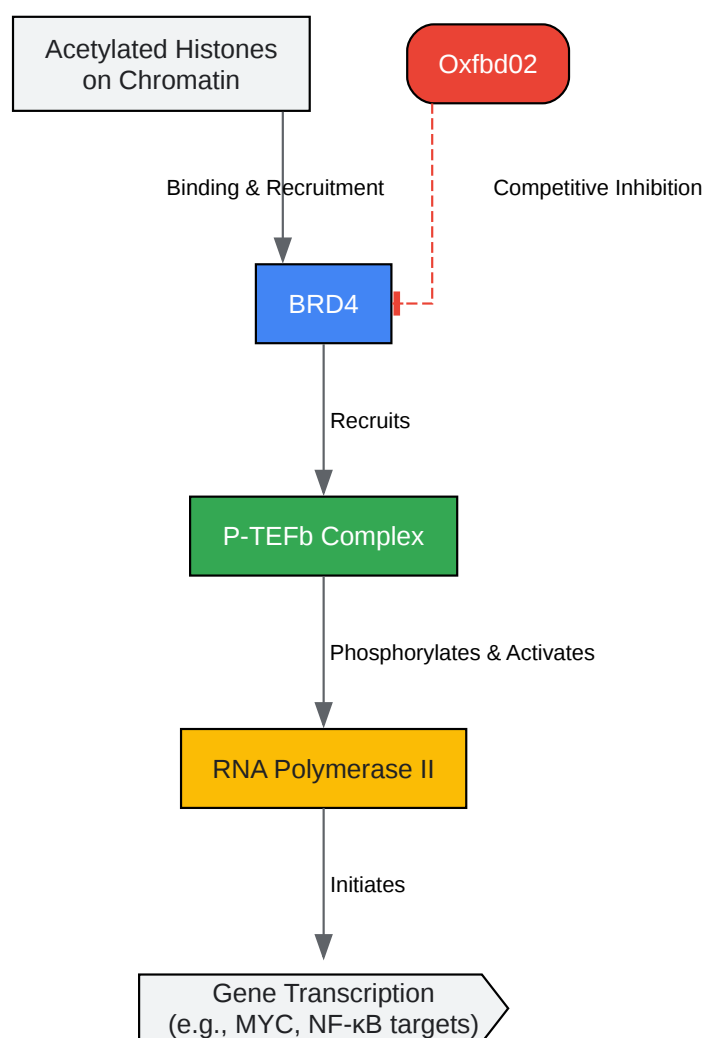 Acetylated Histones
on Chromatin
Oxfbd02
Binding & Recruitment
Competitive Inhibition
BRD4
Recruits
P-TEFb Complex
Phosphorylates & Activates
RNA Polymerase II
Initiates
Gene Transcription
(e.g., MYC, NF-κB targets)